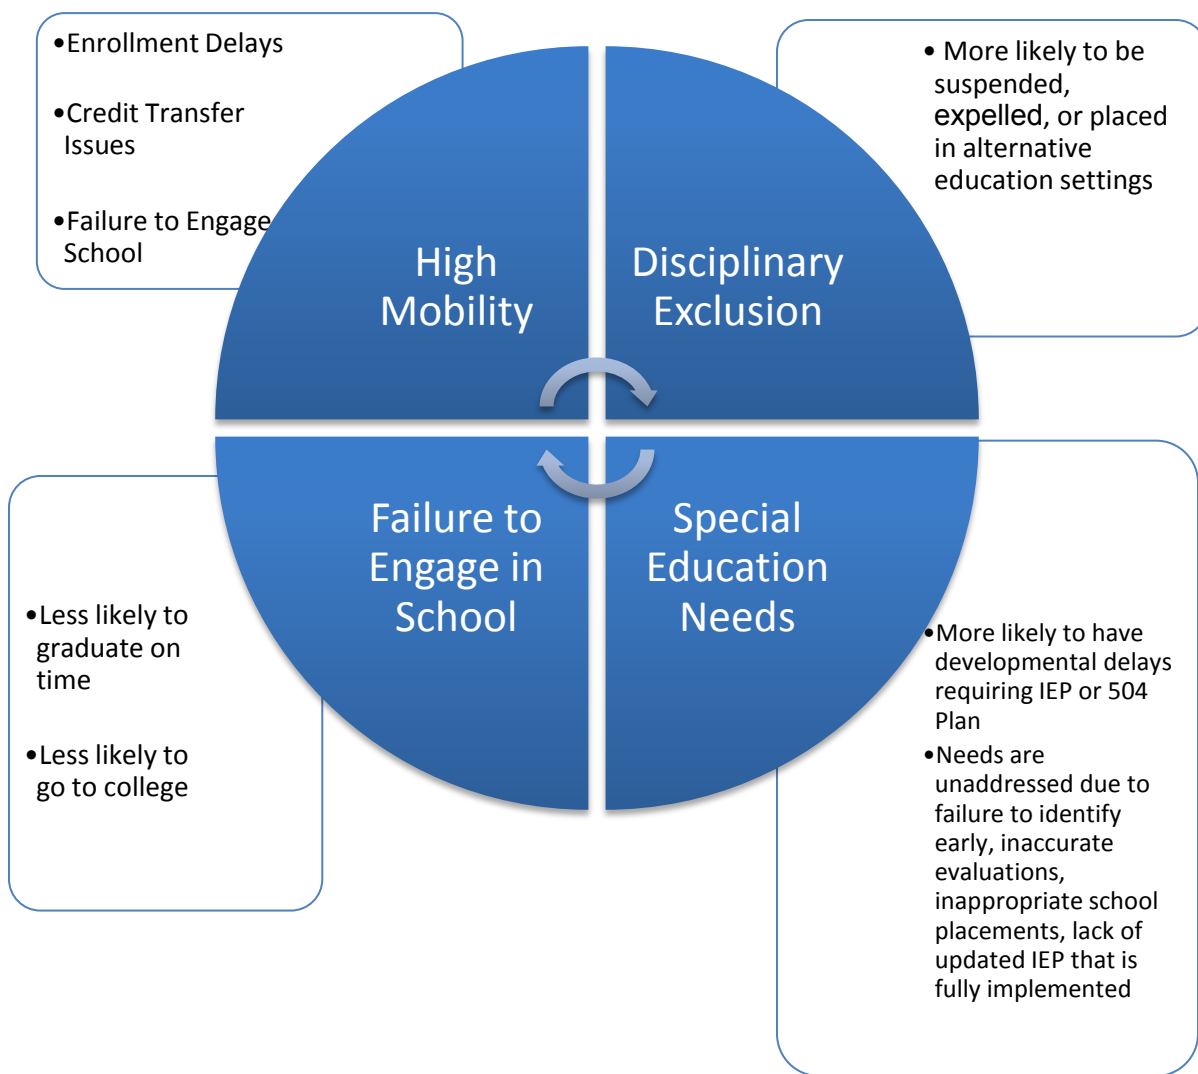 •Enrollment Delays
•Credit Transfer
Issues
•Failure to Engage
School
High
Mobility
• More likely to be
suspended,
expelled, or placed
in alternative
education settings
Disciplinary
Exclusion
•Less likely to
graduate on
time
•Less likely to
go to college
Failure to
Engage in
School
Special
Education
Needs
•More likely to have
developmental delays
requiring IEP or 504
Plan
•Needs are
unaddressed due to
failure to identify
early, inaccurate
evaluations,
inappropriate school
placements, lack of
updated IEP that is
fully implemented